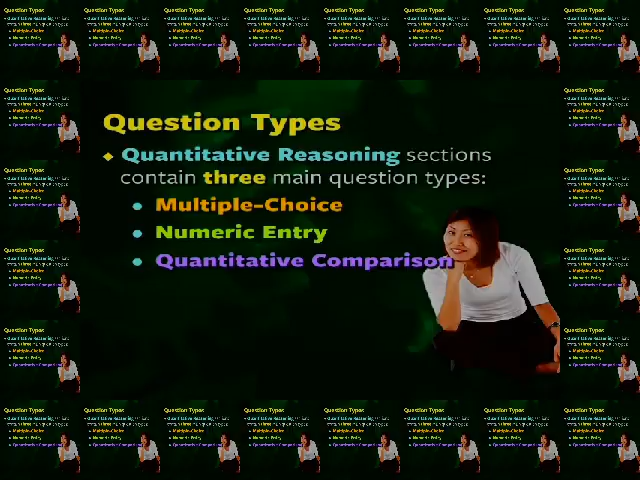 Question Types
Quantitative Reasoning sections
contain three main question types:
Multiple-Choice
Numeric Entry
Quantitative Comparison